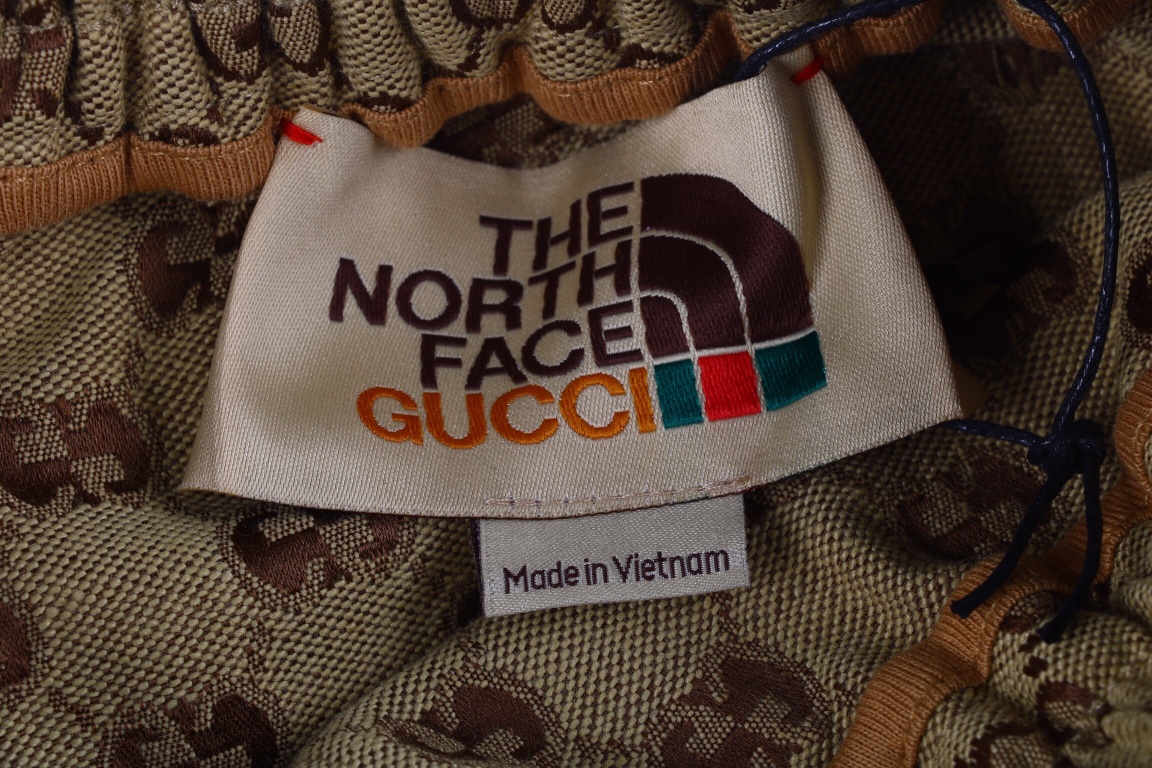 THE
NORTH
FACE
GUCCI
Made in Vietnam